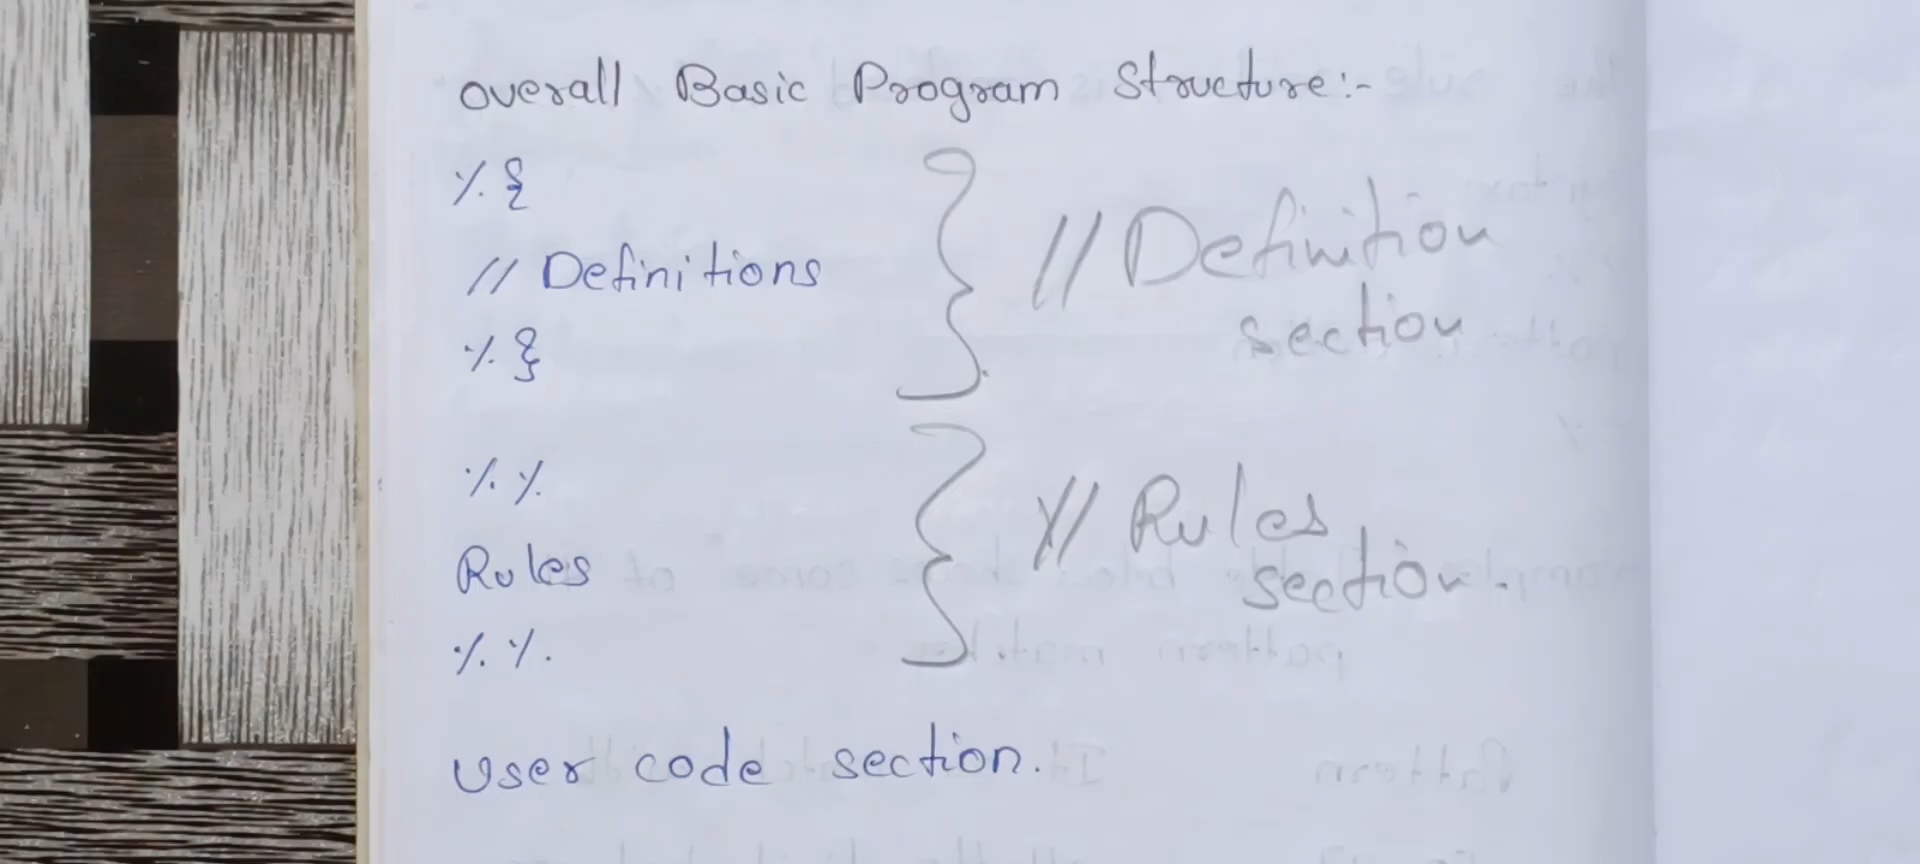 overall Basic Program Structure:-
%{
// Definitions
%}
// Definition
section
%%
Rules
%%.
// Rules
section.
User code section.